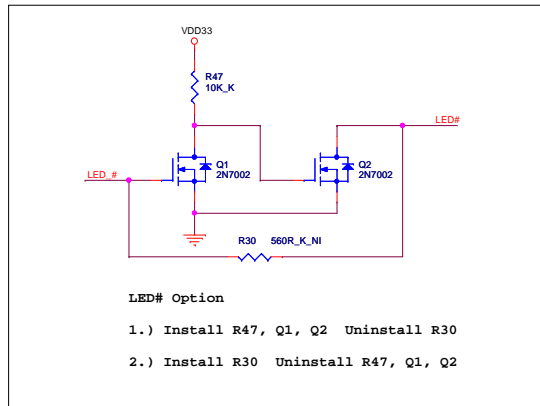 VDD33
R47
10K_K
LED#
Q1
2N7002
Q2
2N7002
LED_#
R30 560R_K_NI
LED# Option
1.) Install R47, Q1, Q2 Uninstall R30
2.) Install R30 Uninstall R47, Q1, Q2